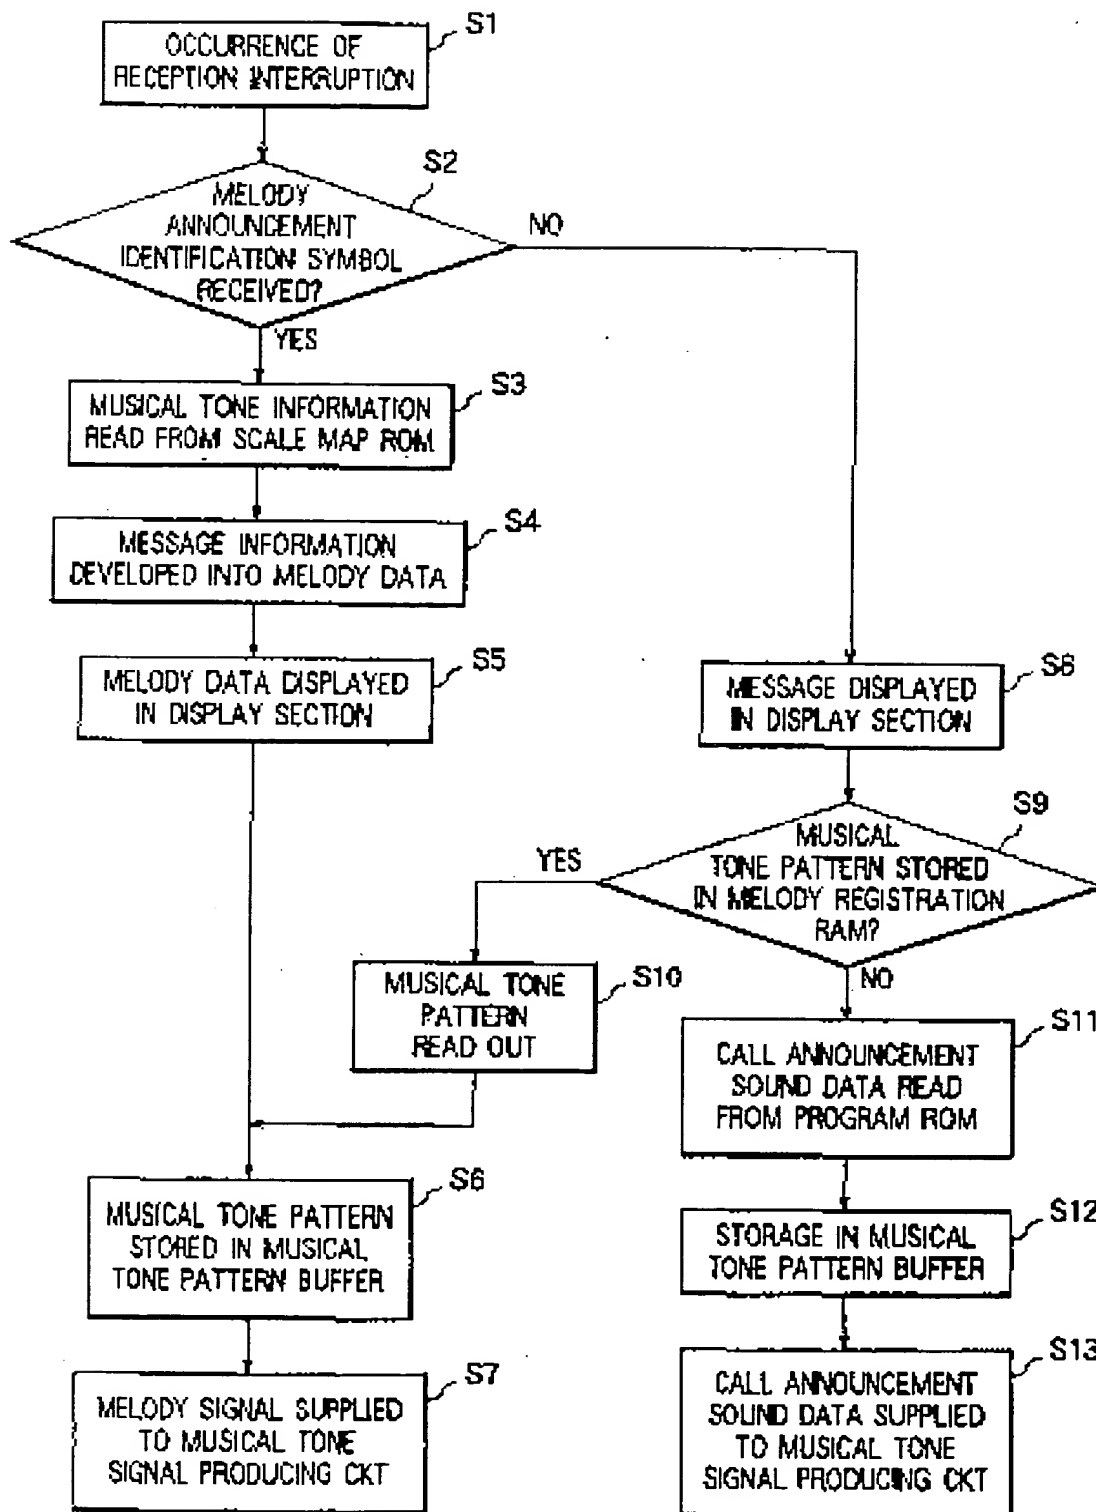 S1
OCCURRENCE OF
RECEPTION INTERRUPTION
S2
MELODY
ANNOUNCEMENT
IDENTIFICATION SYMBOL
RECEIVED?
NO
YES
S3
MUSICAL TONE INFORMATION
READ FROM SCALE MAP ROM
S4
MESSAGE INFORMATION
DEVELOPED INTO MELODY DATA
S5
MELODY DATA DISPLAYED
IN DISPLAY SECTION
S8
MESSAGE DISPLAYED
IN DISPLAY SECTION
S9
MUSICAL
TONE PATTERN STORED
IN MELODY REGISTRATION
RAM?
YES
NO
S10
MUSICAL TONE
PATTERN
READ OUT
S11
CALL ANNOUNCEMENT
SOUND DATA READ
FROM PROGRAM ROM
S6
MUSICAL TONE PATTERN
STORED IN MUSICAL
TONE PATTERN BUFFER
S12
STORAGE IN MUSICAL
TONE PATTERN BUFFER
S7
MELODY SIGNAL SUPPLIED
TO MUSICAL TONE
SIGNAL PRODUCING CKT
S13
CALL ANNOUNCEMENT
SOUND DATA SUPPLIED
TO MUSICAL TONE
SIGNAL PRODUCING CKT